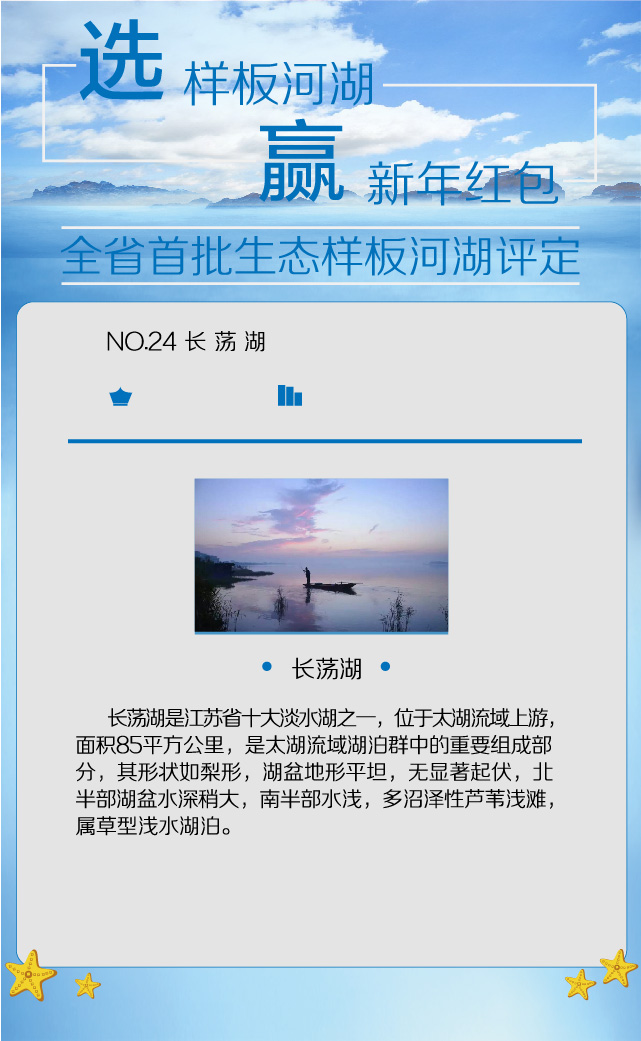 选 样板河湖
赢 新年红包
全省首批生态样板河湖评定
NO.24 长 荡 湖
• 长荡湖 •
长荡湖是江苏省十大淡水湖之一，位于太湖流域上游，
面积85平方公里，是太湖流域湖泊群中的重要组成部
分，其形状如梨形，湖盆地形平坦，无显著起伏，北
半部湖盆水深稍大，南半部水浅，多沼泽性芦苇浅滩，
属草型浅水湖泊。